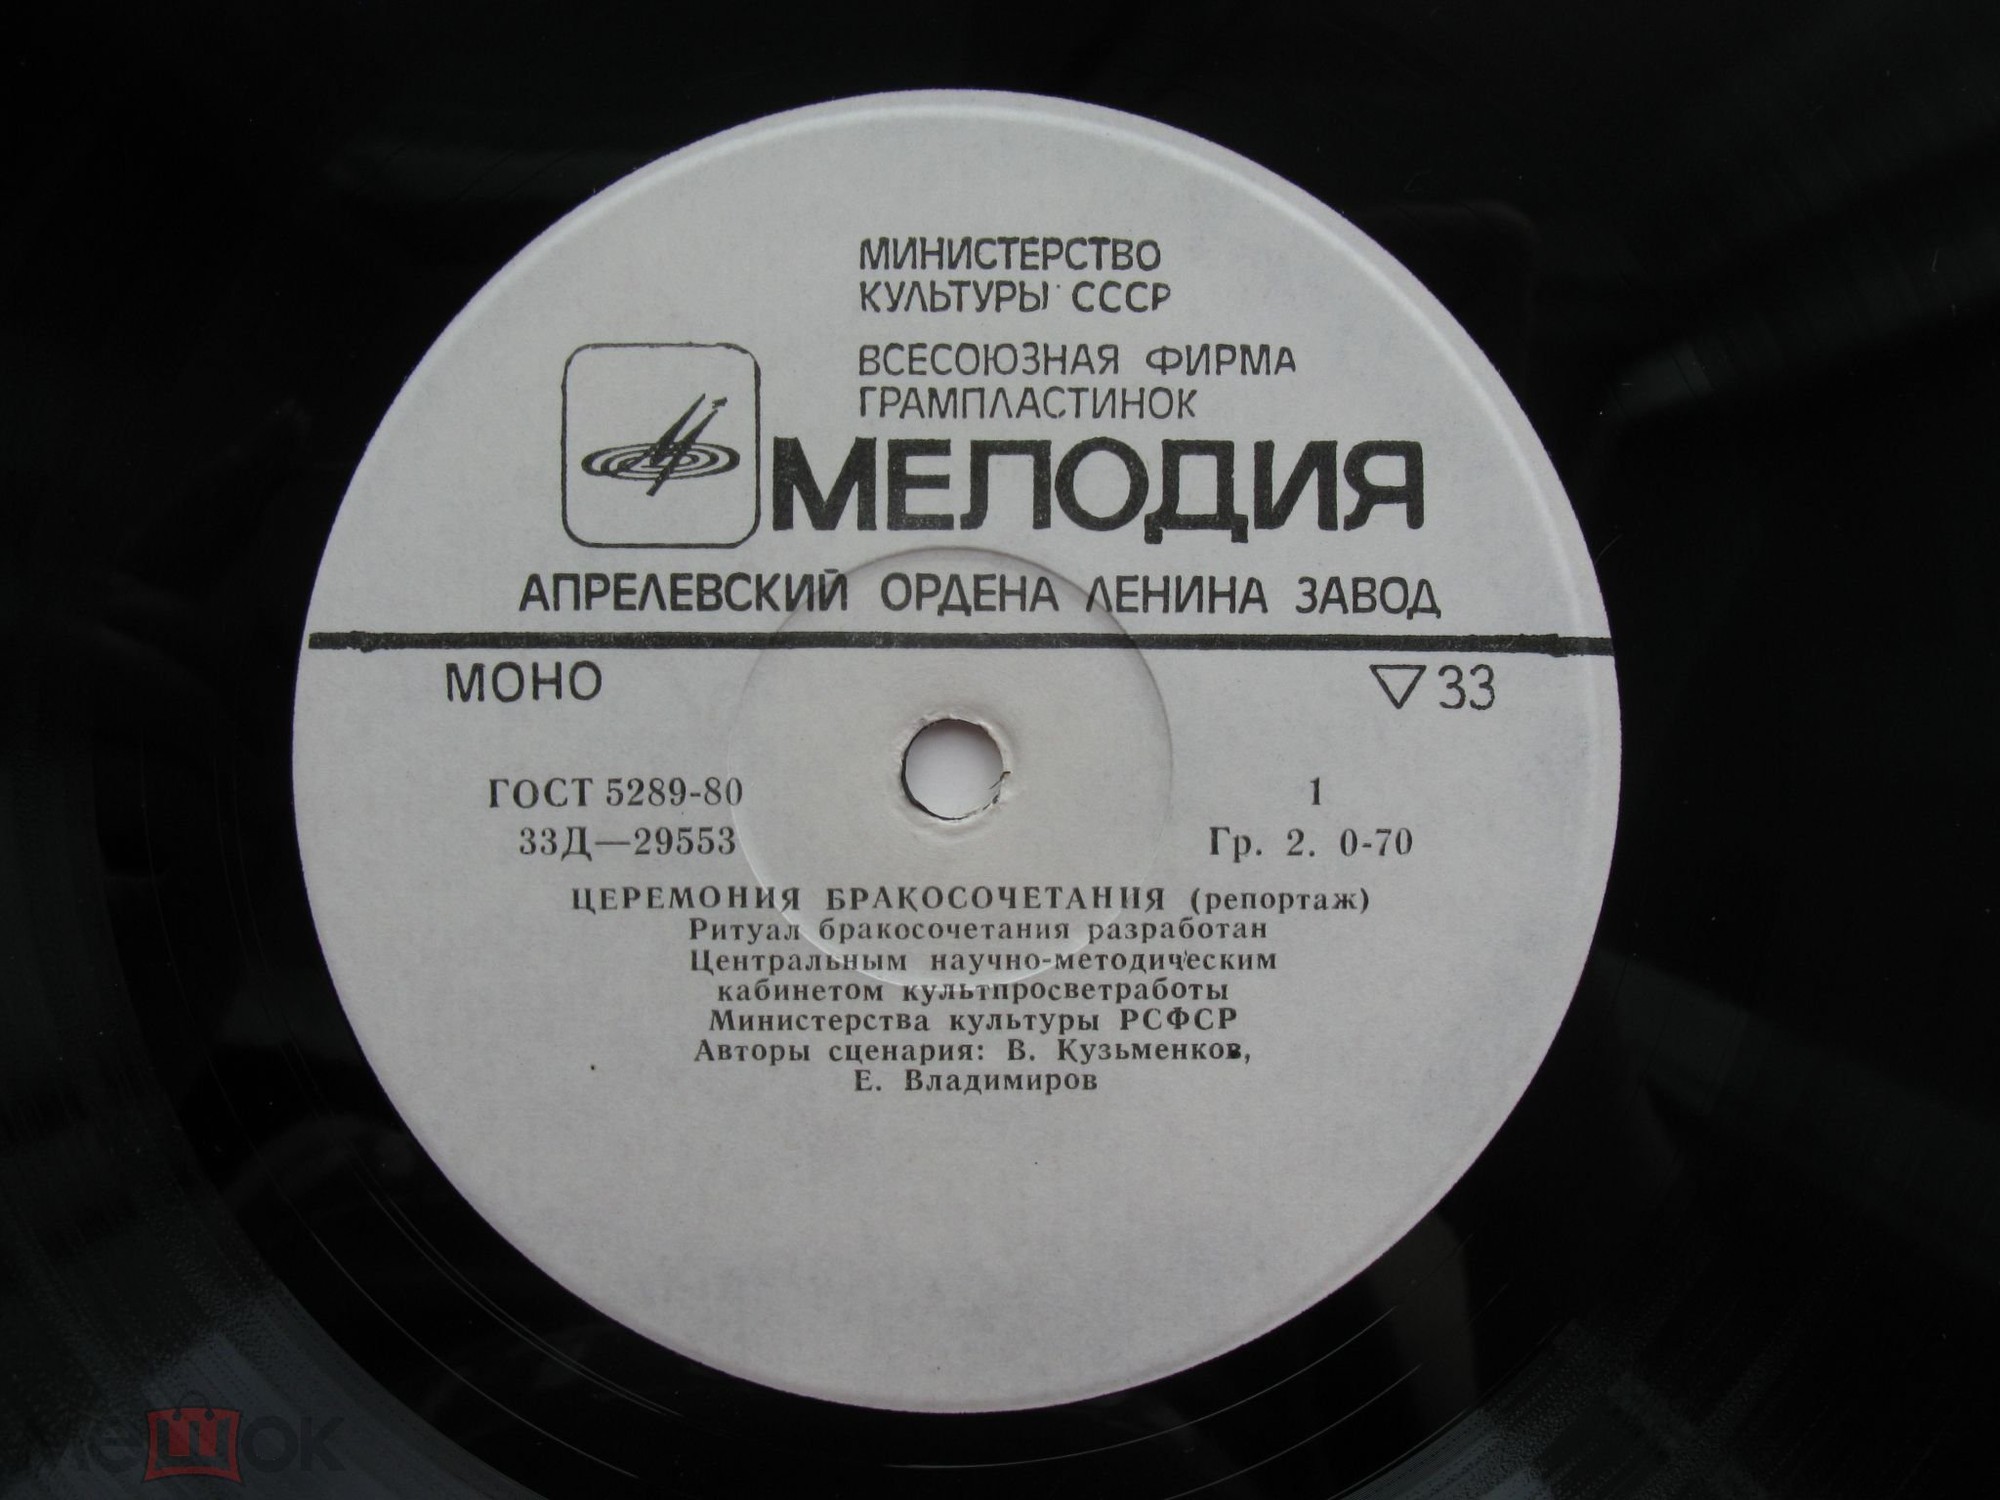 МИНИСТЕРСТВО
КУЛЬТУРЫ СССР
ВСЕСОЮЗНАЯ ФИРМА
ГРАМПЛАСТИНОК
МЕЛОДИЯ
АПРЕЛЕВСКИЙ ОРДЕНА ЛЕНИНА ЗАВОД
МОНО ▽33
ГОСТ 5289-80 1
33Д—29553 Гр. 2. 0-70
ЦЕРЕМОНИЯ БРАКОСОЧЕТАНИЯ (репортаж)
Ритуал бракосочетания разработан
Центральным научно-методическим
кабинетом культпросветработы
Министерства культуры РСФСР
Авторы сценария: В. Кузьменков,
Е. Владимиров
мешок